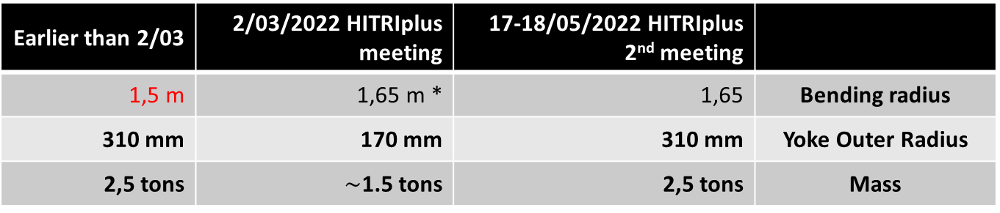 Earlier than 2/03
2/03/2022 HITRIplus
meeting
17-18/05/2022 HITRIplus
2nd meeting
1,5 m
1,65 m *
1,65
Bending radius
310 mm
170 mm
310 mm
Yoke Outer Radius
2,5 tons
~1.5 tons
2,5 tons
Mass